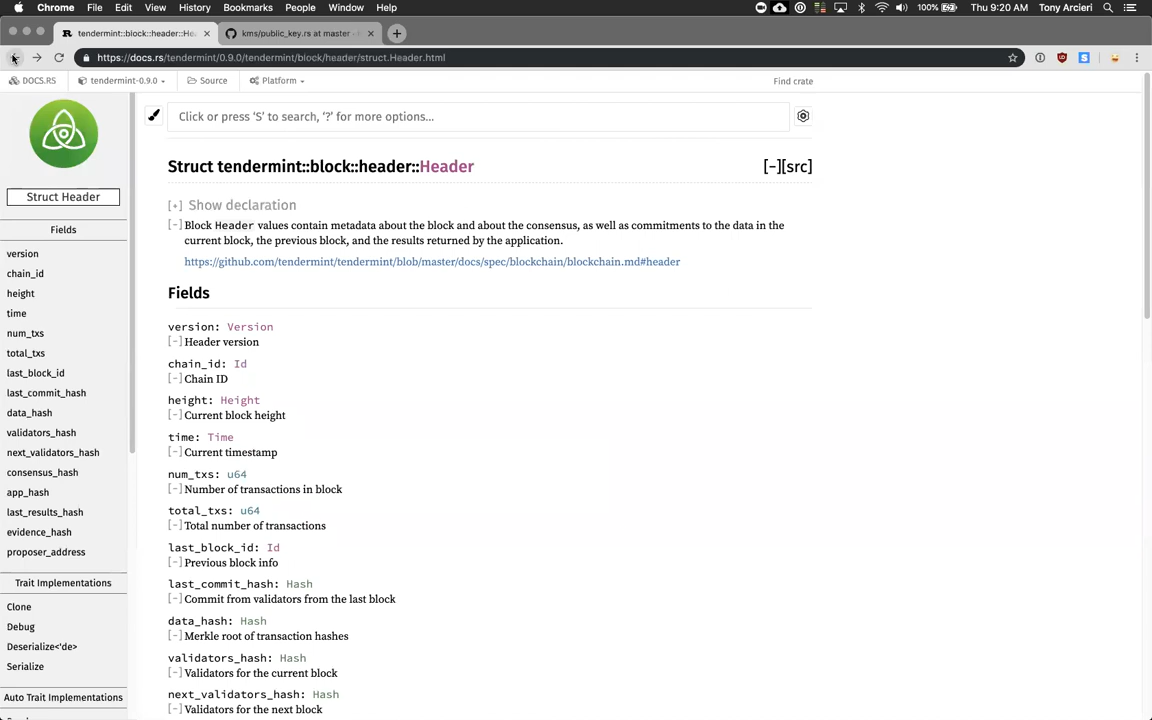 Chrome File Edit View History Bookmarks People Window Help 100% Thu 9:20 AM Tony Arcieri
tendermint::block::header::He kms/public_key.rs at master
https://docs.rs/tendermint/0.9.0/tendermint/block/header/struct.Header.html
DOCS.RS tendermint-0.9.0 Source Platform Find crate
Click or press ‘S’ to search, ‘?’ for more options…
Struct tendermint::block::header::Header [-][src]
[+] Show declaration
[-] Block Header values contain metadata about the block and about the consensus, as well as commitments to the data in the
current block, the previous block, and the results returned by the application.
https://github.com/tendermint/tendermint/blob/master/docs/spec/blockchain/blockchain.md#header
Fields
version: Version
[-] Header version
chain_id: Id
[-] Chain ID
height: Height
[-] Current block height
time: Time
[-] Current timestamp
num_txs: u64
[-] Number of transactions in block
total_txs: u64
[-] Total number of transactions
last_block_id: Id
[-] Previous block info
last_commit_hash: Hash
[-] Commit from validators from the last block
data_hash: Hash
[-] Merkle root of transaction hashes
validators_hash: Hash
[-] Validators for the current block
next_validators_hash: Hash
[-] Validators for the next block
Struct Header
Fields
version
chain_id
height
time
num_txs
total_txs
last_block_id
last_commit_hash
data_hash
validators_hash
next_validators_hash
consensus_hash
app_hash
last_results_hash
evidence_hash
proposer_address
Trait Implementations
Clone
Debug
Deserialize<'de>
Serialize
Auto Trait Implementations